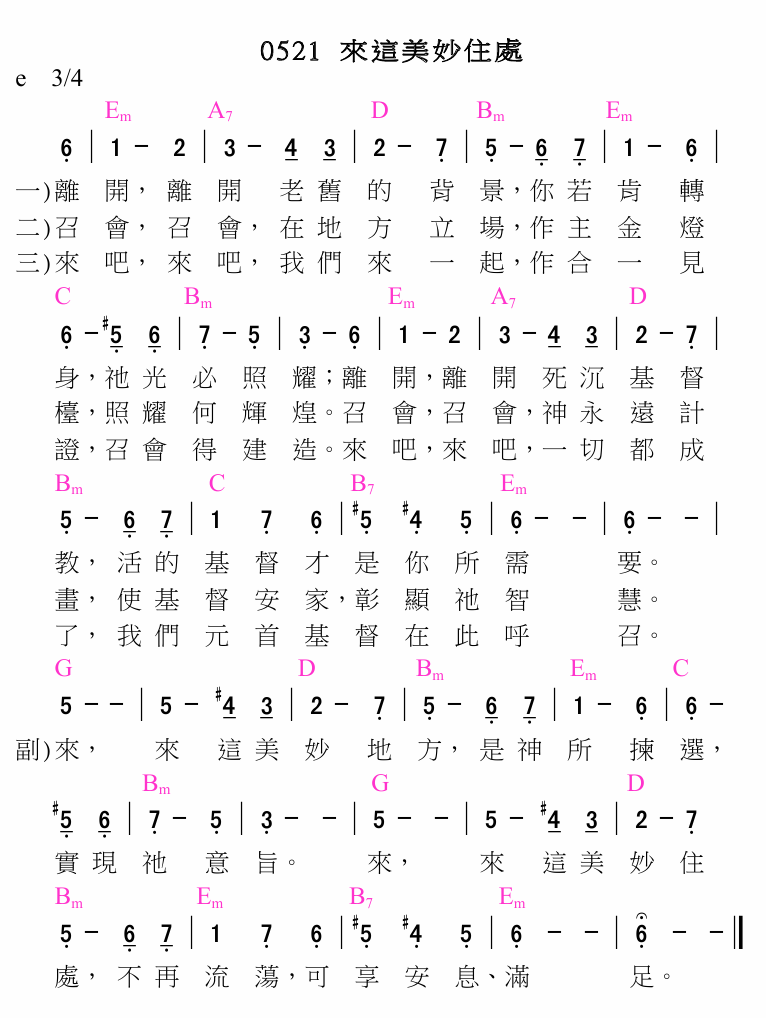 0521 來這美妙住處
e 3/4
Em A7 D Bm Em
6 | 1 － 2 | 3 － 4 3 | 2 － 7 | 5 － 6 7 | 1 － 6 |
一)離 開， 離 開 老 舊 的 背 景，你 若 肯 轉
二)召 會， 召 會，在 地 方 立 場，作 主 金 燈
三)來 吧， 來 吧，我 們 來 一 起，作 合 一 見
C Bm Em A7 D
6 －#5 6 | 7 － 5 | 3 － 6 | 1 － 2 | 3 － 4 3 | 2 － 7 |
身，祂 光 必 照 耀；離 開，離 開 死 沉 基 督
檯，照 耀 何 輝 煌。召 會，召 會，神 永 遠 計
證，召 會 得 建 造。來 吧，來 吧，一 切 都 成
Bm C B7 Em
5 － 6 7 | 1 7 6 |#5 #4 5 | 6 － － | 6 － － |
教， 活 的 基 督 才 是 你 所 需 要。
畫， 使 基 督 安 家，彰 顯 祂 智 慧。
了， 我 們 元 首 基 督 在 此 呼 召。
G D Bm Em C
5 － － | 5 － #4 3 | 2 － 7 | 5 － 6 7 | 1 － 6 | 6 －
副)來， 來 這 美 妙 地 方，是 神 所 揀 選，
Bm G D
#5 6 | 7 － 5 | 3 － － | 5 － － | 5 － #4 3 | 2 － 7
實 現 祂 意 旨。 來， 來 這 美 妙 住
Bm Em B7 Em
5 － 6 7 | 1 7 6 |#5 #4 5 | 6 － － | 6 － － ‖
處， 不 再 流 蕩，可 享 安 息、滿 足。